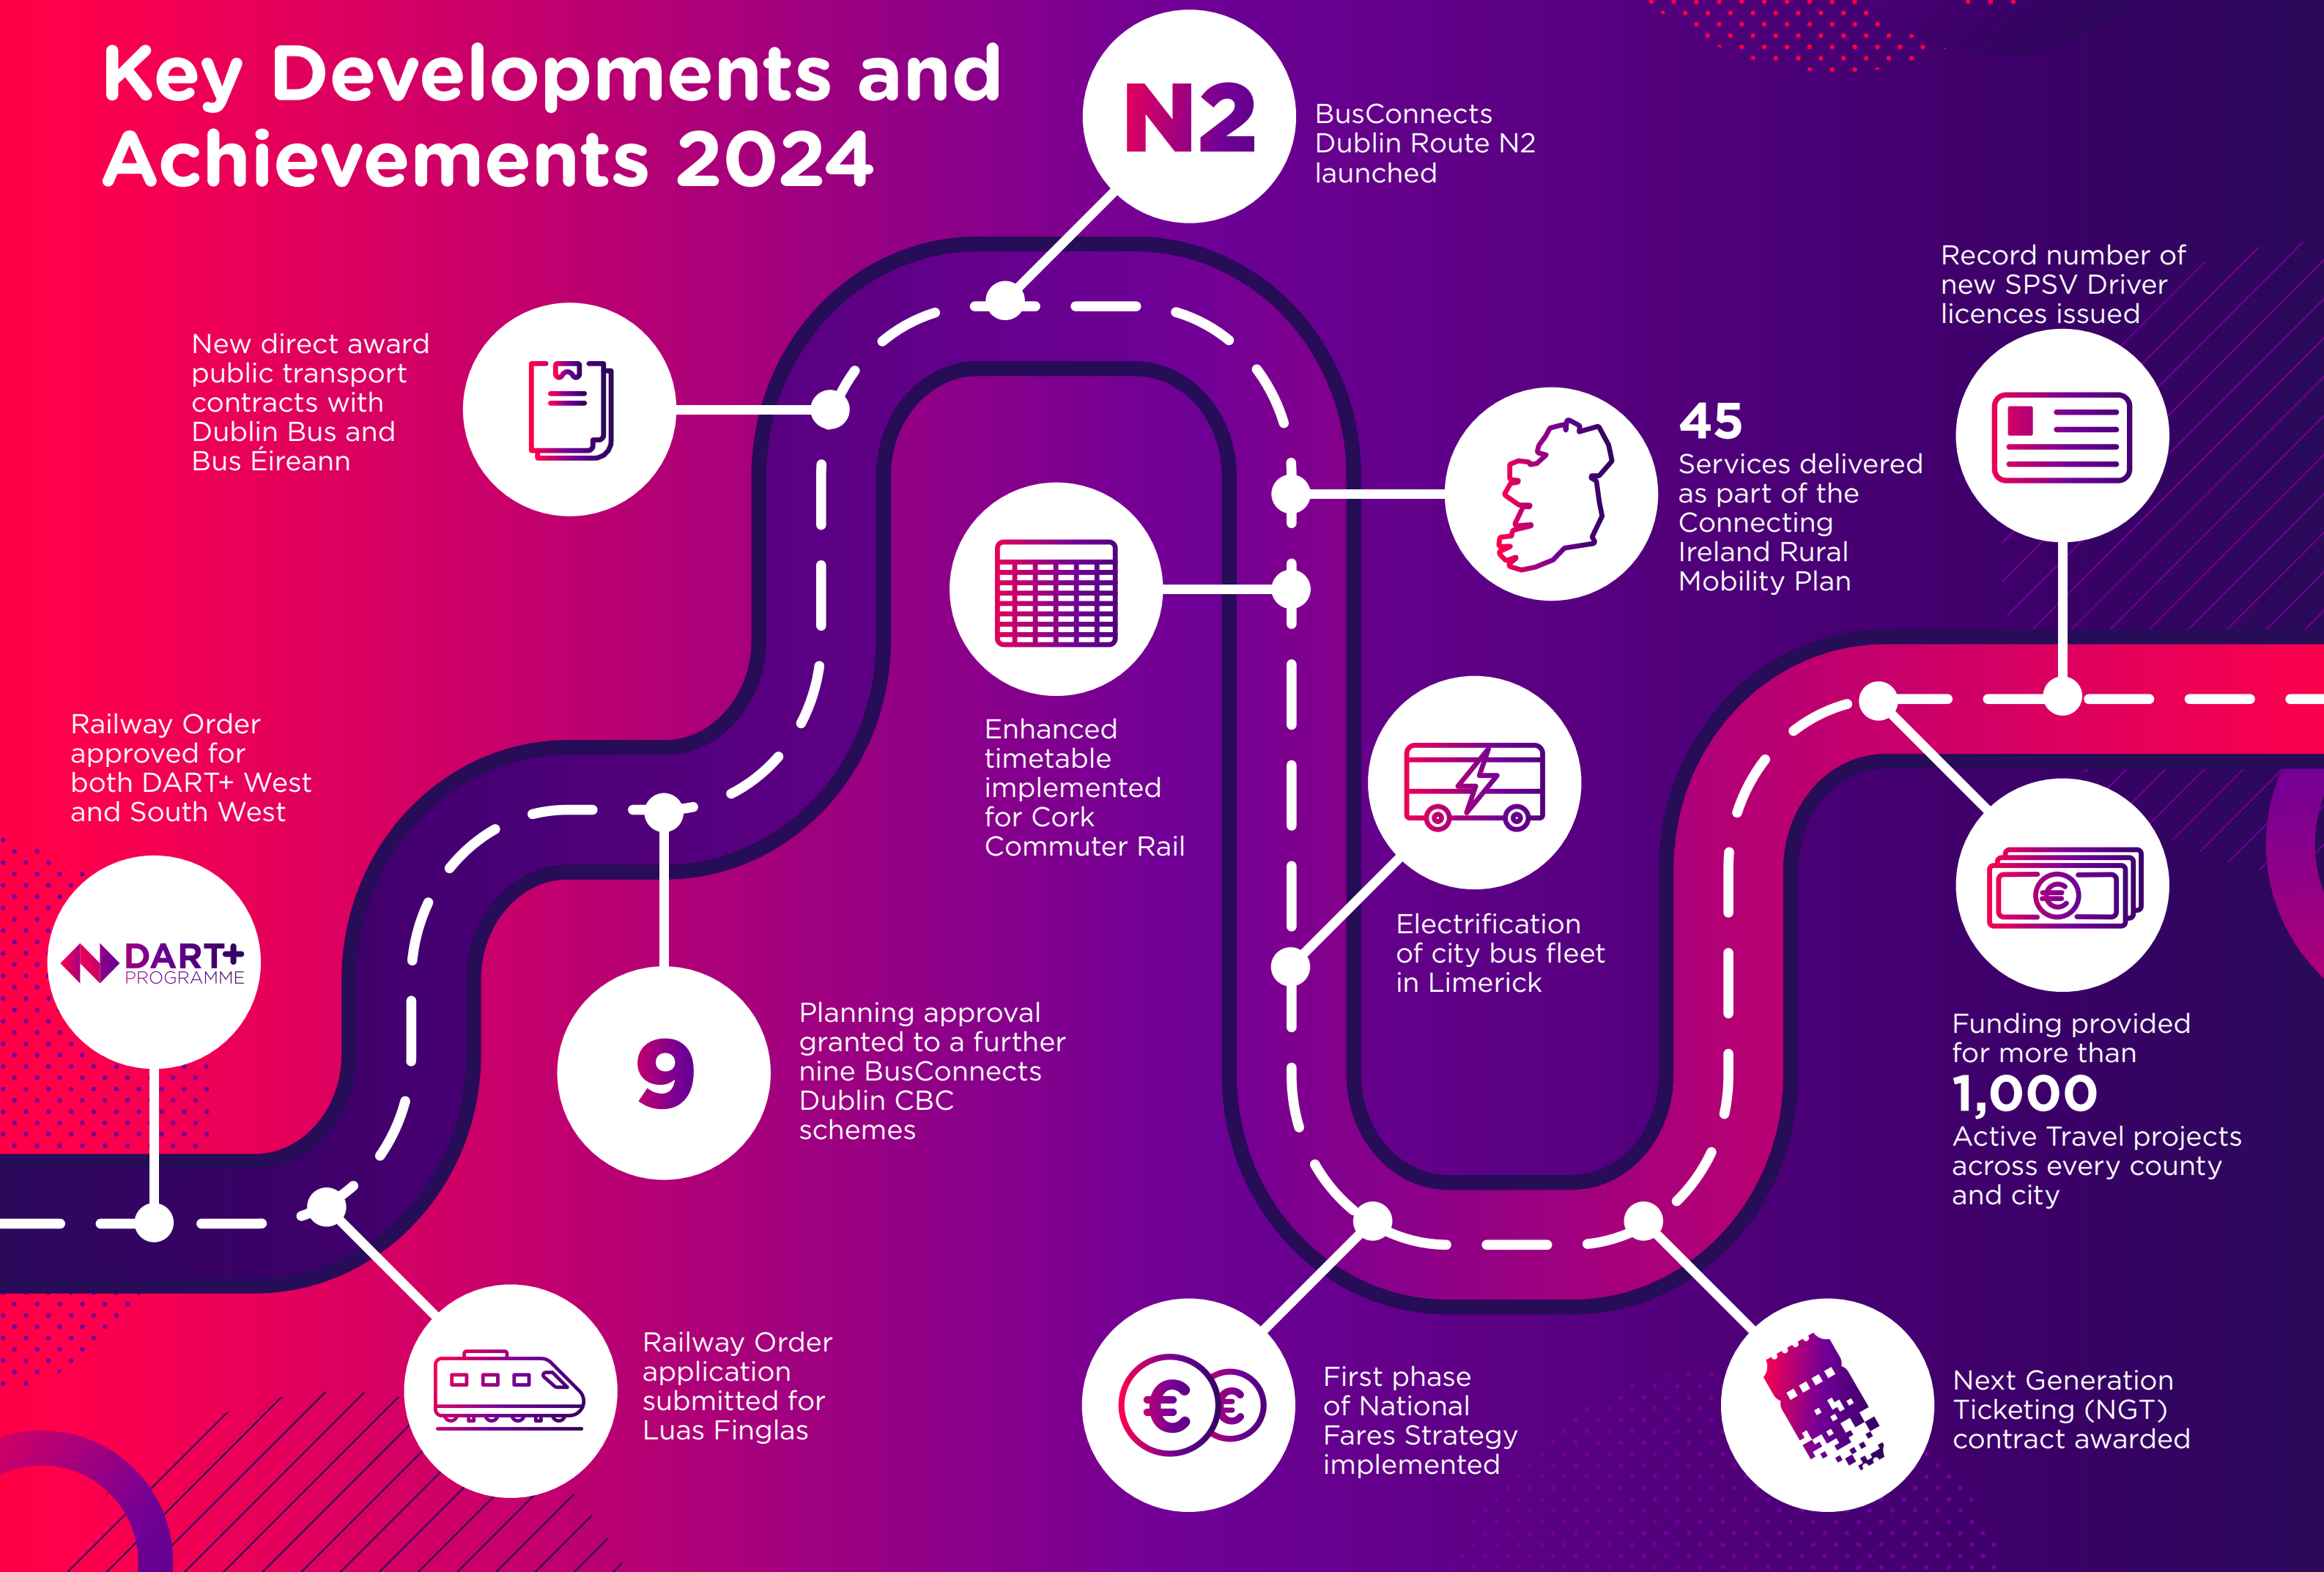 Key Developments and
Achievements 2024
N2
BusConnects
Dublin Route N2
launched
New direct award
public transport
contracts with
Dublin Bus and
Bus Éireann
Record number of
new SPSV Driver
licences issued
45
Services delivered
as part of the
Connecting
Ireland Rural
Mobility Plan
Railway Order
approved for
both DART+ West
and South West
DART+
PROGRAMME
Enhanced
timetable
implemented
for Cork
Commuter Rail
Electrification
of city bus fleet
in Limerick
9
Planning approval
granted to a further
nine BusConnects
Dublin CBC
schemes
€
Funding provided
for more than
1,000
Active Travel projects
across every county
and city
Railway Order
application
submitted for
Luas Finglas
€ €
First phase
of National
Fares Strategy
implemented
Next Generation
Ticketing (NGT)
contract awarded